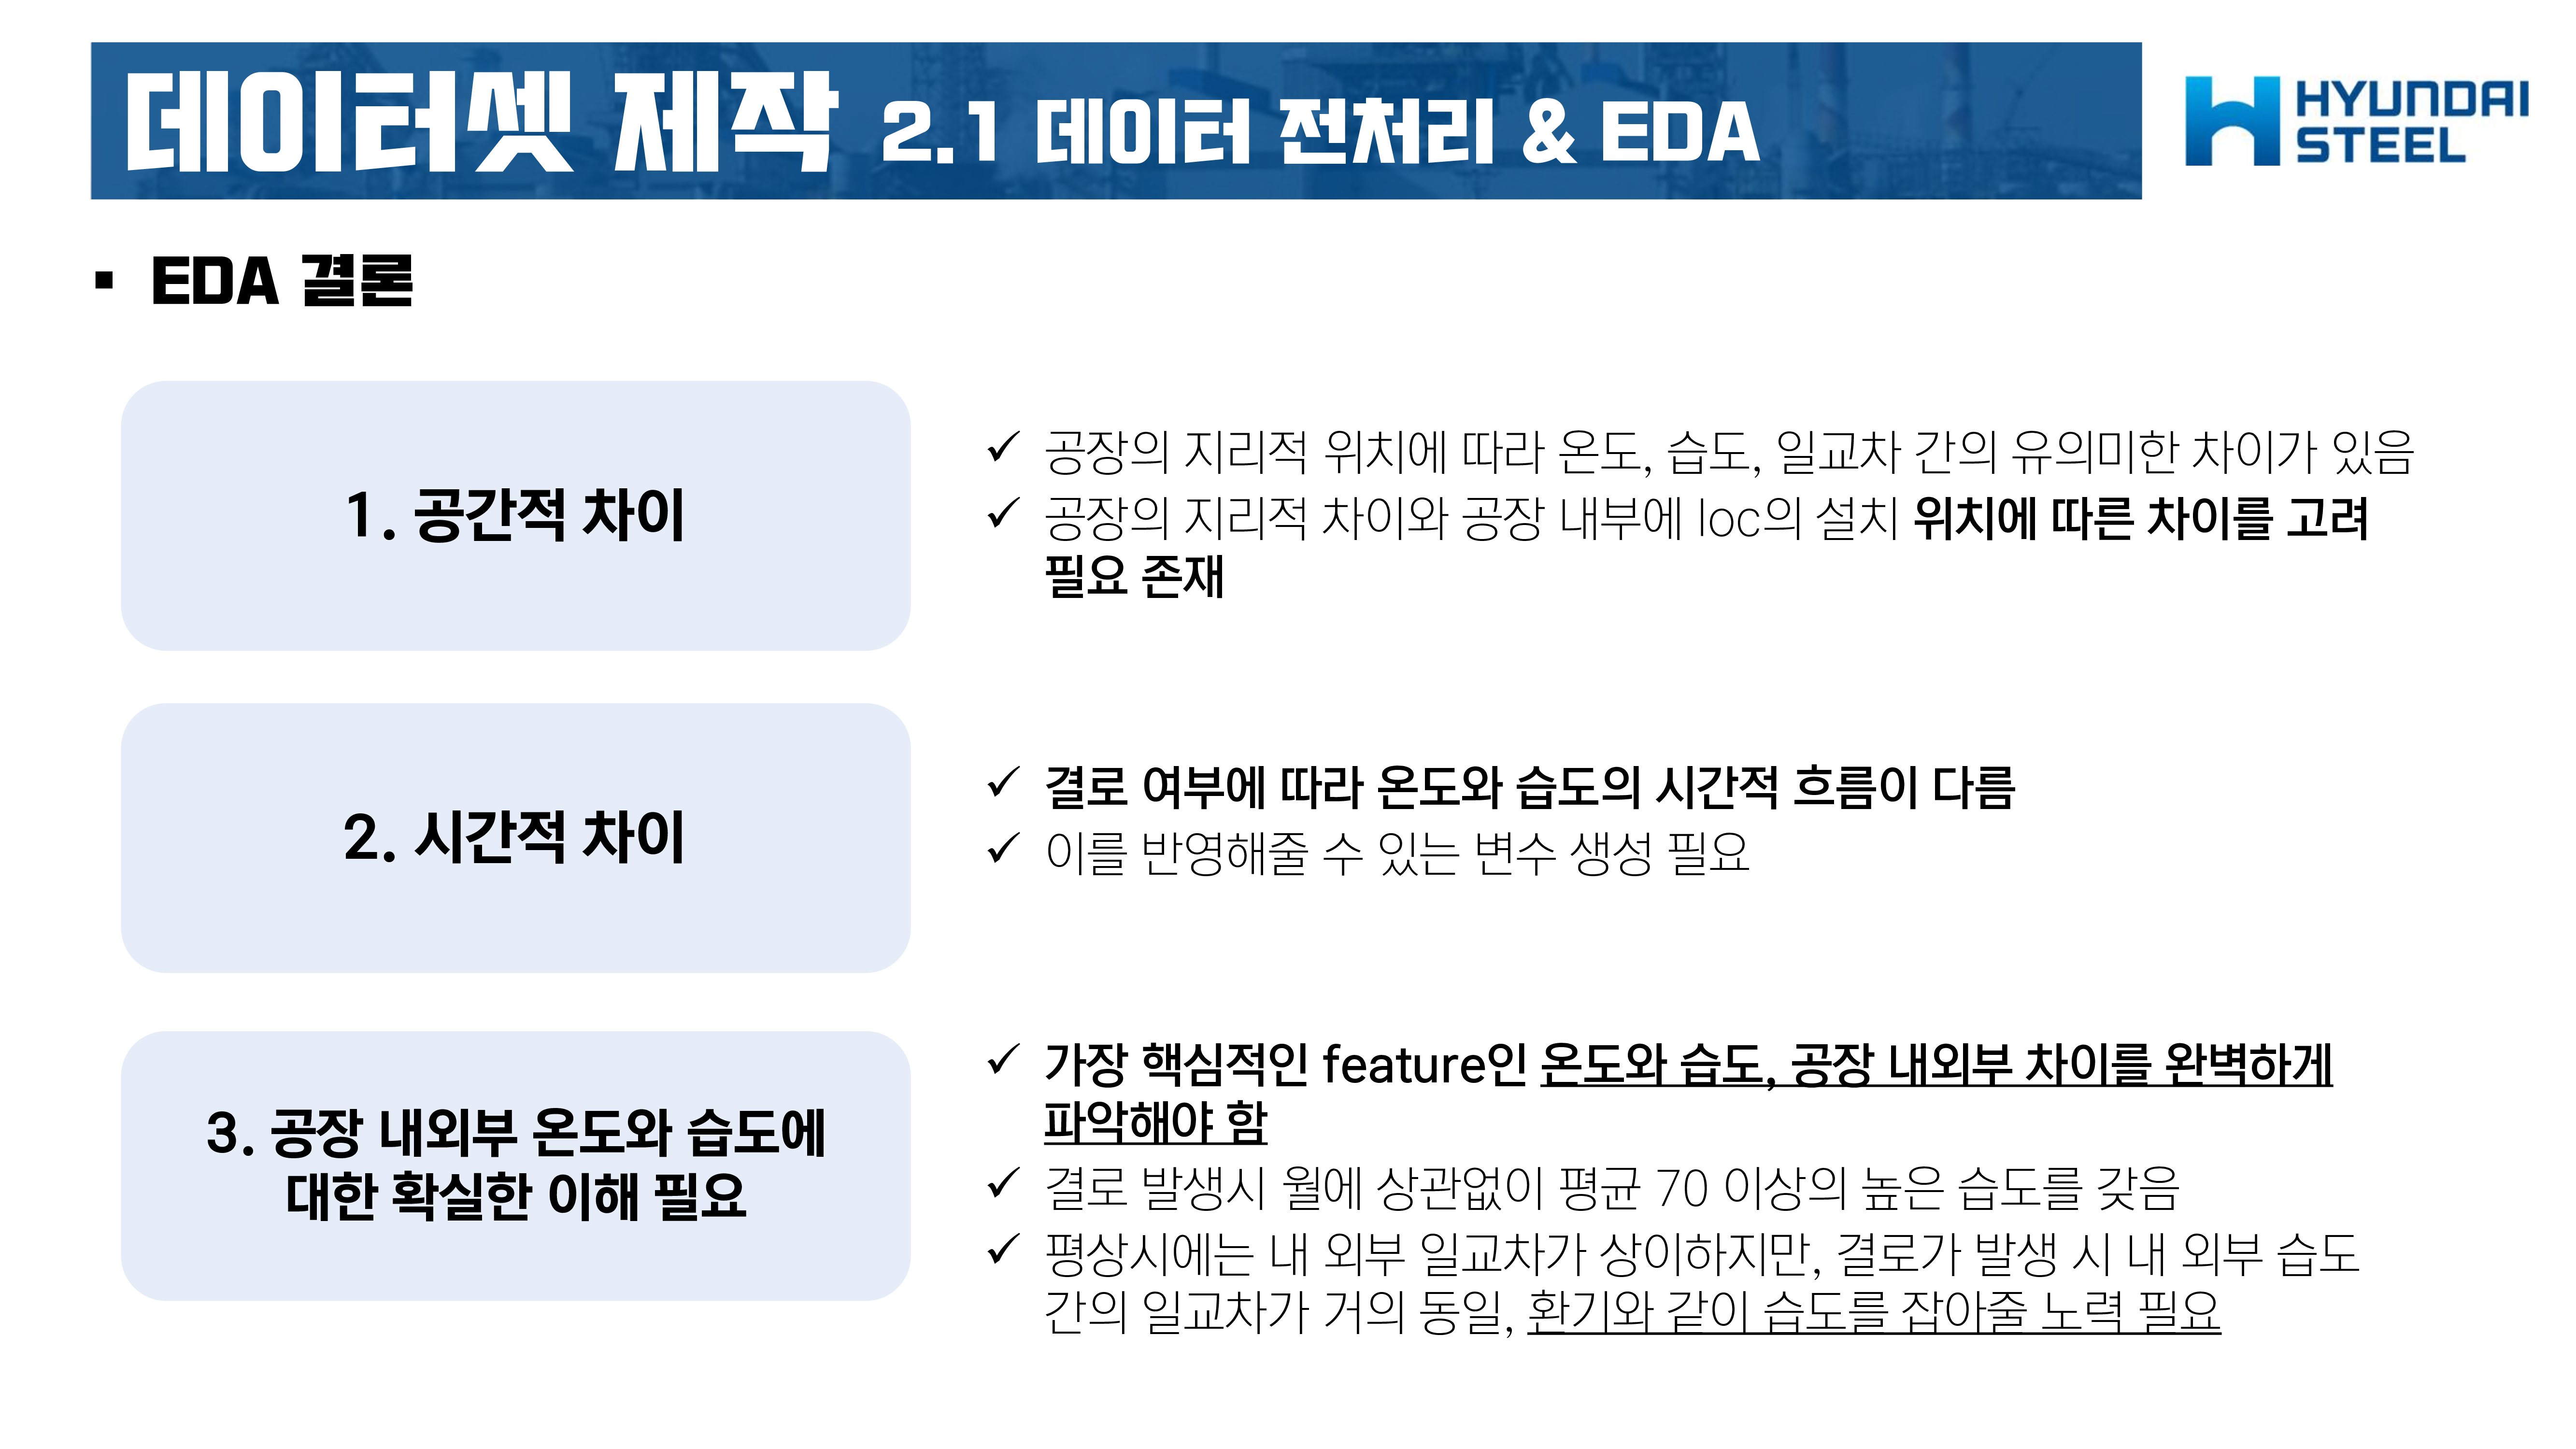 데이터셋 제작 2.1 데이터 전처리 & EDA
HYUNDAI
STEEL
▪ EDA 결론
1. 공간적 차이
✓ 공장의 지리적 위치에 따라 온도, 습도, 일교차 간의 유의미한 차이가 있음
✓ 공장의 지리적 차이와 공장 내부에 loc의 설치 위치에 따른 차이를 고려
필요 존재
2. 시간적 차이
✓ 결로 여부에 따라 온도와 습도의 시간적 흐름이 다름
✓ 이를 반영해줄 수 있는 변수 생성 필요
3. 공장 내외부 온도와 습도에
대한 확실한 이해 필요
✓ 가장 핵심적인 feature인 온도와 습도, 공장 내외부 차이를 완벽하게
파악해야 함
✓ 결로 발생시 월에 상관없이 평균 70 이상의 높은 습도를 갖음
✓ 평상시에는 내 외부 일교차가 상이하지만, 결로가 발생 시 내 외부 습도
간의 일교차가 거의 동일, 환기와 같이 습도를 잡아줄 노력 필요